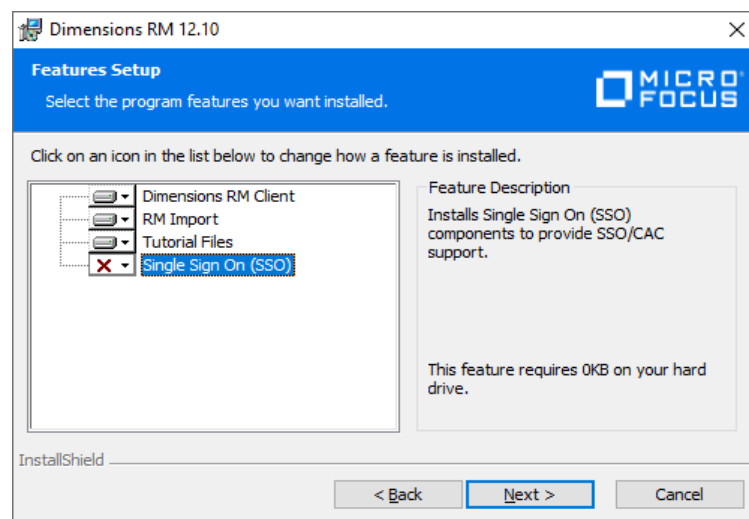 Dimensions RM 12.10
Features Setup
Select the program features you want installed.
MICRO
FOCUS
Click on an icon in the list below to change how a feature is installed.
Dimensions RM Client
RM Import
Tutorial Files
Single Sign On (SSO)
Feature Description
Installs Single Sign On (SSO)
components to provide SSO/CAC
support.
This feature requires 0KB on your hard
drive.
InstallShield
< Back
Next >
Cancel